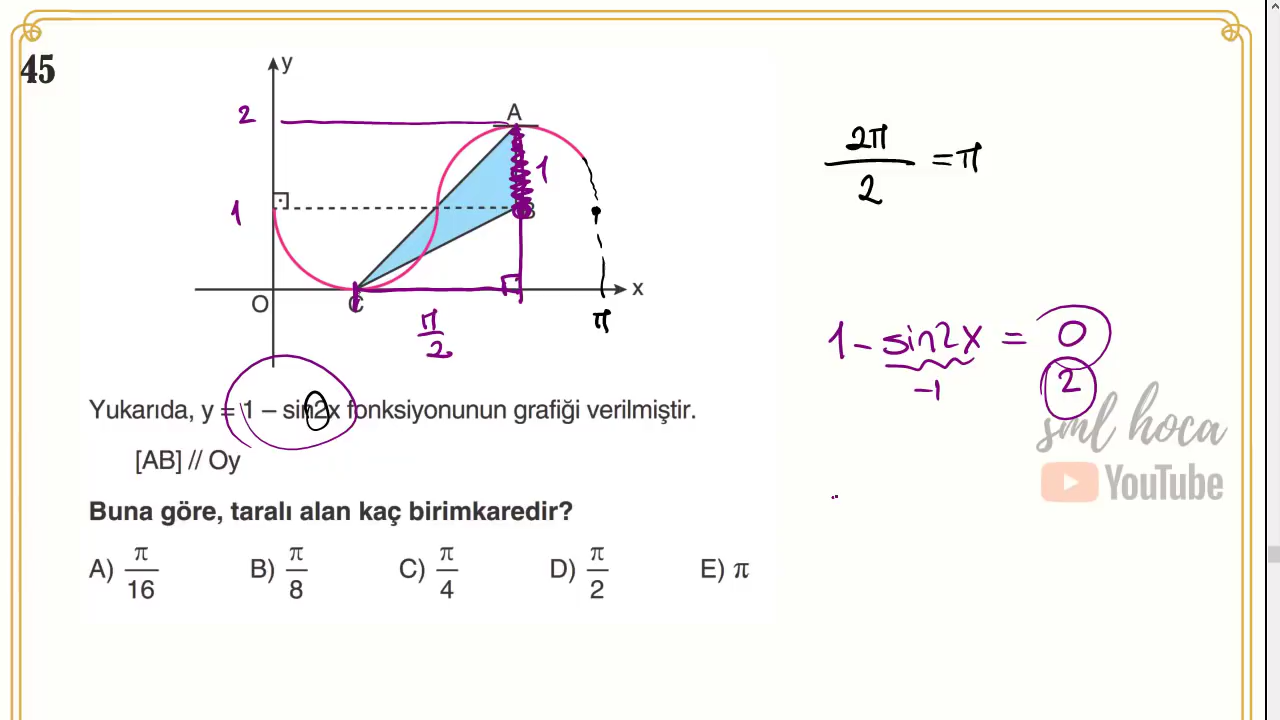 45
y
2
A
1
2π/2 = π
1
B
O
C
x
π/2
π
1 - sin2x = 0
-1
2
Yukarıda, y = 1 – sin2x fonksiyonunun grafiği verilmiştir.
[AB] // Oy
sml hoca
YouTube
Buna göre, taralı alan kaç birimkaredir?
A) π/16 B) π/8 C) π/4 D) π/2 E) π